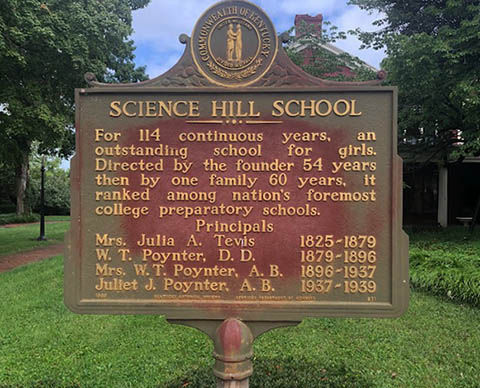 COMMONWEALTH OF KENTUCKY
SCIENCE HILL SCHOOL
For 114 continuous years, an
outstanding school for girls.
Directed by the founder 54 years
then by one family 60 years, it
ranked among nation's foremost
college preparatory schools.
Principals
Mrs. Julia A. Tevis 1825-1879
W. T. Poynter, D. D. 1879-1896
Mrs. W. T. Poynter, A. B. 1896-1937
Juliet J. Poynter, A. B. 1937-1939